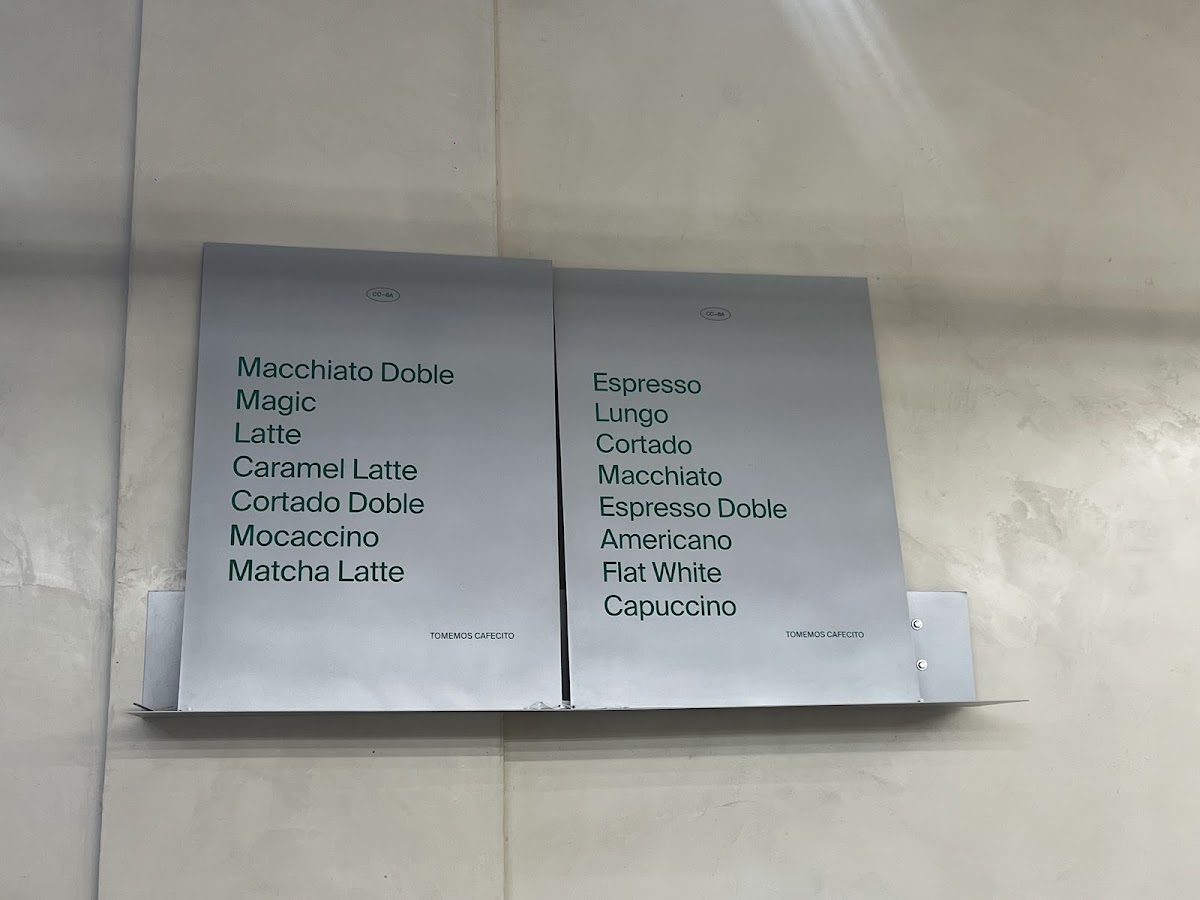 CC-BA
Macchiato Doble
Magic
Latte
Caramel Latte
Cortado Doble
Mocaccino
Matcha Latte
TOMEMOS CAFECITO
CC-BA
Espresso
Lungo
Cortado
Macchiato
Espresso Doble
Americano
Flat White
Capuccino
TOMEMOS CAFECITO